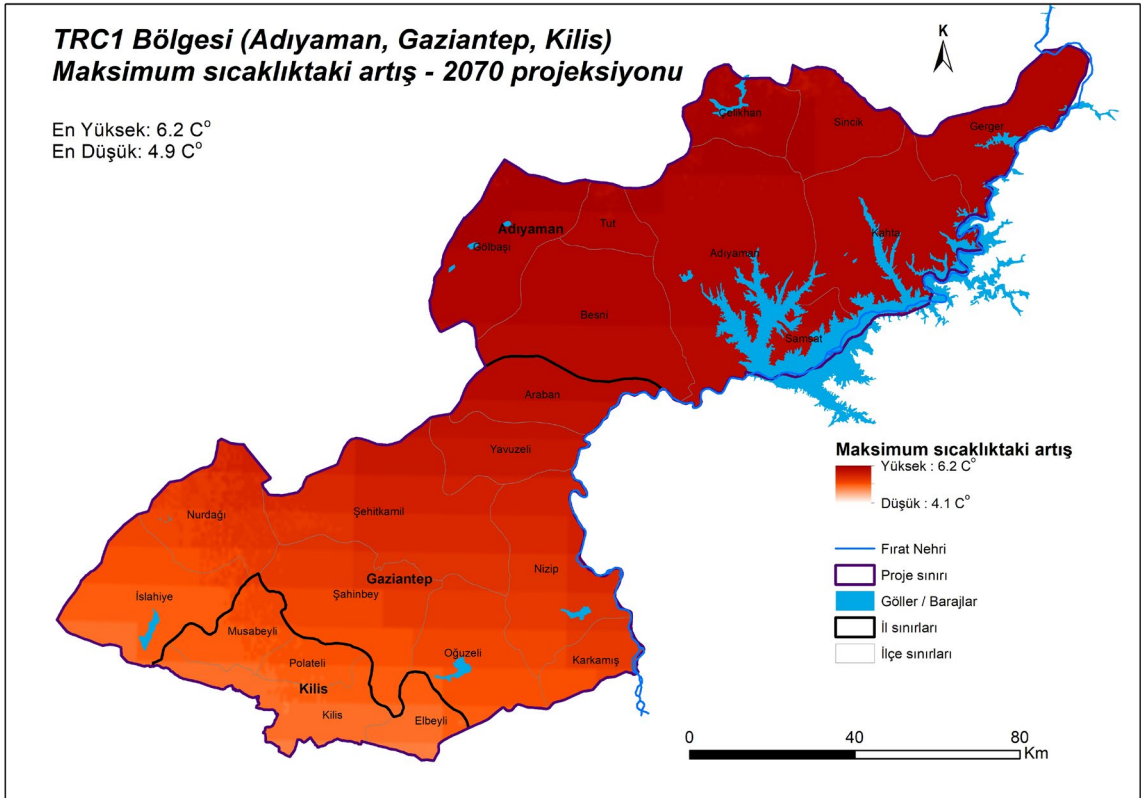 TRC1 Bölgesi (Adıyaman, Gaziantep, Kilis)
Maksimum sıcaklıktaki artış - 2070 projeksiyonu
En Yüksek: 6.2 C°
En Düşük: 4.9 C°
K
Çelikhan
Sincik
Gerger
Tut
Adıyaman
Gölbaşı
Adıyaman
Kahta
Besni
Samsat
Araban
Yavuzeli
Nurdağı
Şehitkamil
Nizip
Gaziantep
Şahinbey
İslahiye
Musabeyli
Polateli
Oğuzeli
Karkamış
Kilis
Kilis
Elbeyli
Maksimum sıcaklıktaki artış
Yüksek : 6.2 C°
Düşük : 4.1 C°
Fırat Nehri
Proje sınırı
Göller / Barajlar
İl sınırları
İlçe sınırları
0 40 80
Km